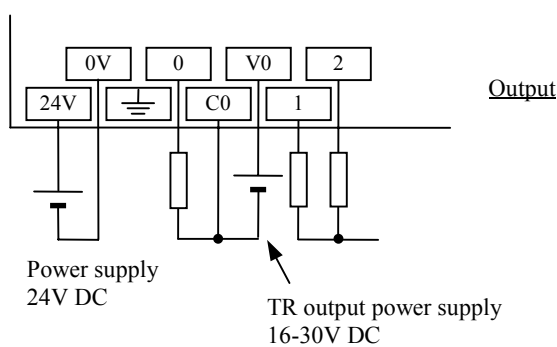 0V 0 V0 2
24V C0 1
Output
Power supply
24V DC
TR output power supply
16-30V DC